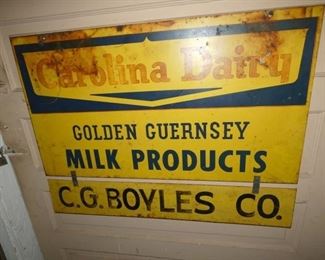 Carolina Dairy
GOLDEN GUERNSEY
MILK PRODUCTS
C.G. BOYLES CO.